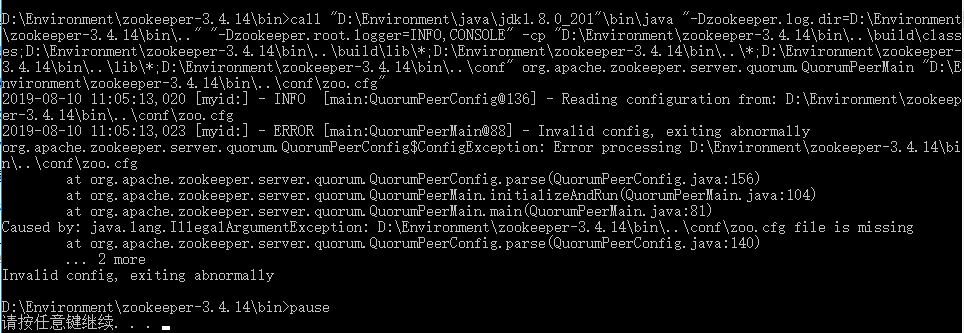 D:\Environment\zookeeper-3.4.14\bin>call "D:\Environment\java\jdk1.8.0_201"\bin\java "-Dzookeeper.log.dir=D:\Environment\zookeeper-3.4.14\bin\.." "-Dzookeeper.root.logger=INFO,CONSOLE" -cp "D:\Environment\zookeeper-3.4.14\bin\..\build\classes;D:\Environment\zookeeper-3.4.14\bin\..\build\lib\*;D:\Environment\zookeeper-3.4.14\bin\..\*;D:\Environment\zookeeper-3.4.14\bin\..\lib\*;D:\Environment\zookeeper-3.4.14\bin\..\conf" org.apache.zookeeper.server.quorum.QuorumPeerMain "D:\Environment\zookeeper-3.4.14\bin\..\conf\zoo.cfg"
2019-08-10 11:05:13,020 [myid:] - INFO  [main:QuorumPeerConfig@136] - Reading configuration from: D:\Environment\zookeeper-3.4.14\bin\..\conf\zoo.cfg
2019-08-10 11:05:13,023 [myid:] - ERROR [main:QuorumPeerMain@88] - Invalid config, exiting abnormally
org.apache.zookeeper.server.quorum.QuorumPeerConfig$ConfigException: Error processing D:\Environment\zookeeper-3.4.14\bin\..\conf\zoo.cfg
at org.apache.zookeeper.server.quorum.QuorumPeerConfig.parse(QuorumPeerConfig.java:156)
at org.apache.zookeeper.server.quorum.QuorumPeerMain.initializeAndRun(QuorumPeerMain.java:104)
at org.apache.zookeeper.server.quorum.QuorumPeerMain.main(QuorumPeerMain.java:81)
Caused by: java.lang.IllegalArgumentException: D:\Environment\zookeeper-3.4.14\bin\..\conf\zoo.cfg file is missing
at org.apache.zookeeper.server.quorum.QuorumPeerConfig.parse(QuorumPeerConfig.java:140)
... 2 more
Invalid config, exiting abnormally
D:\Environment\zookeeper-3.4.14\bin>pause
请按任意键继续. . .